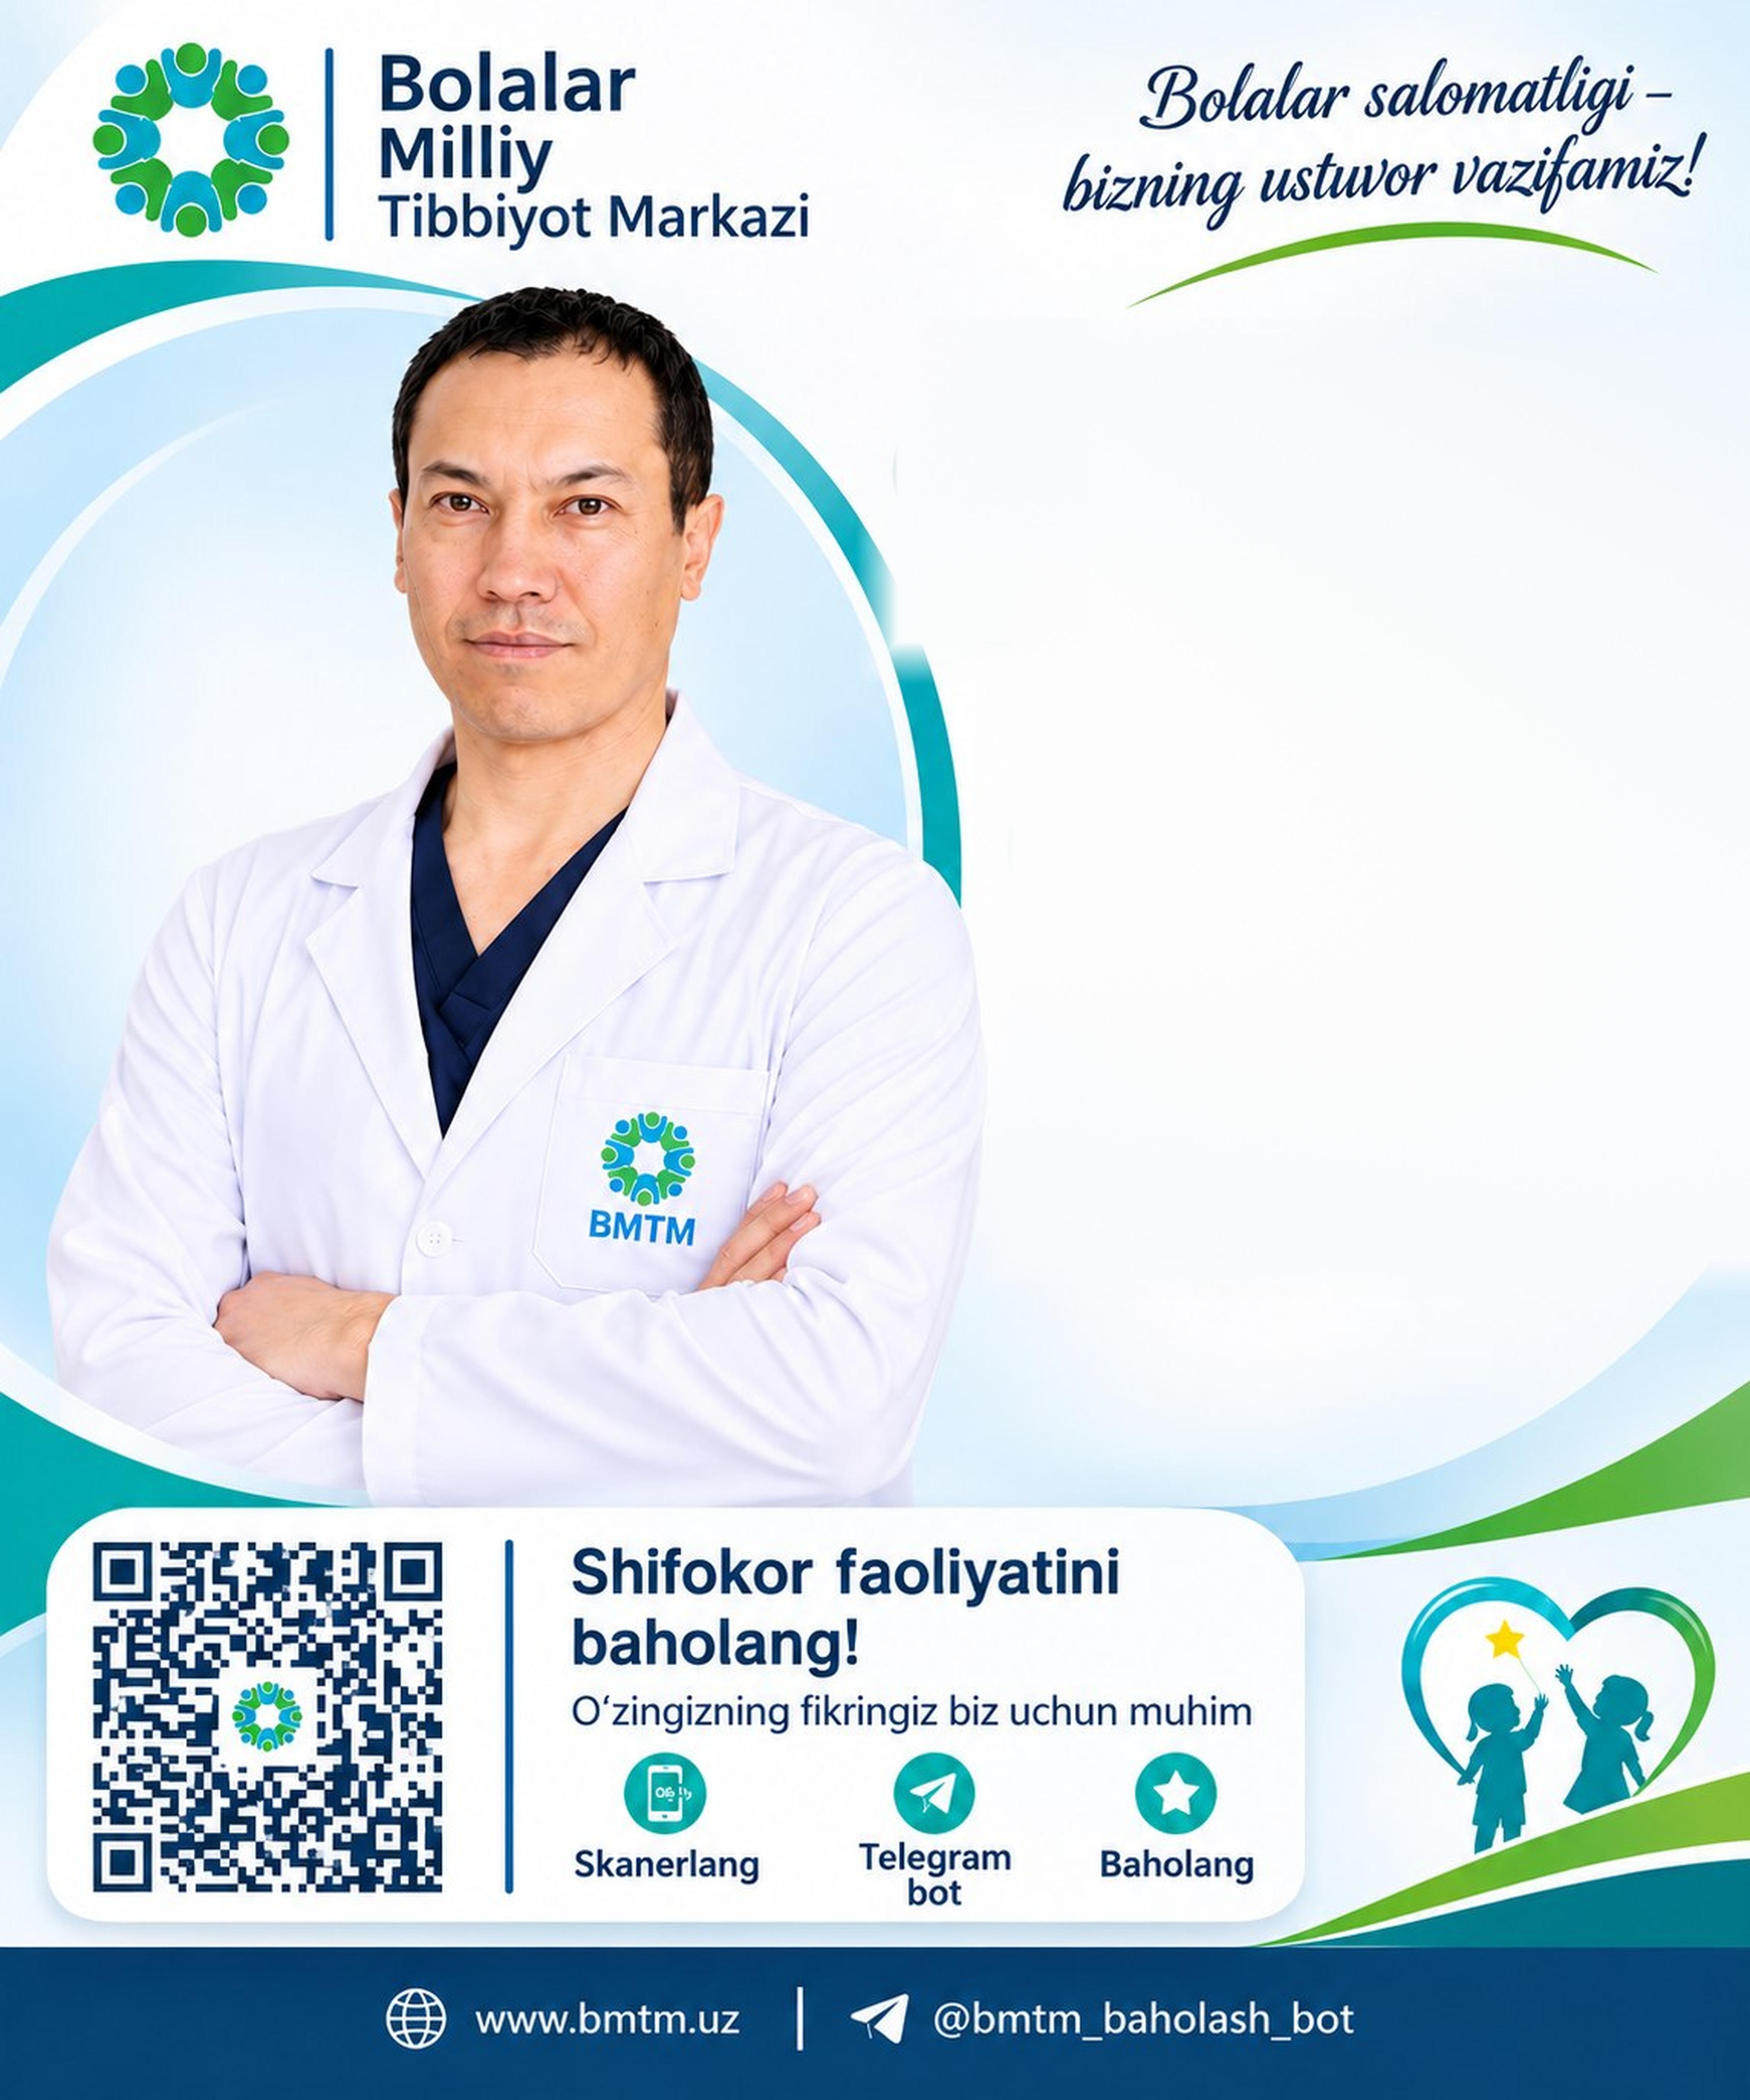 Bolalar
Milliy
Tibbiyot Markazi
Bolalar salomatligi –
bizning ustuvor vazifamiz!
BMTM
Shifokor faoliyatini
baholang!
O‘zingizning fikringiz biz uchun muhim
Skanerlang
Telegram
bot
Baholang
www.bmtm.uz | @bmtm_baholash_bot